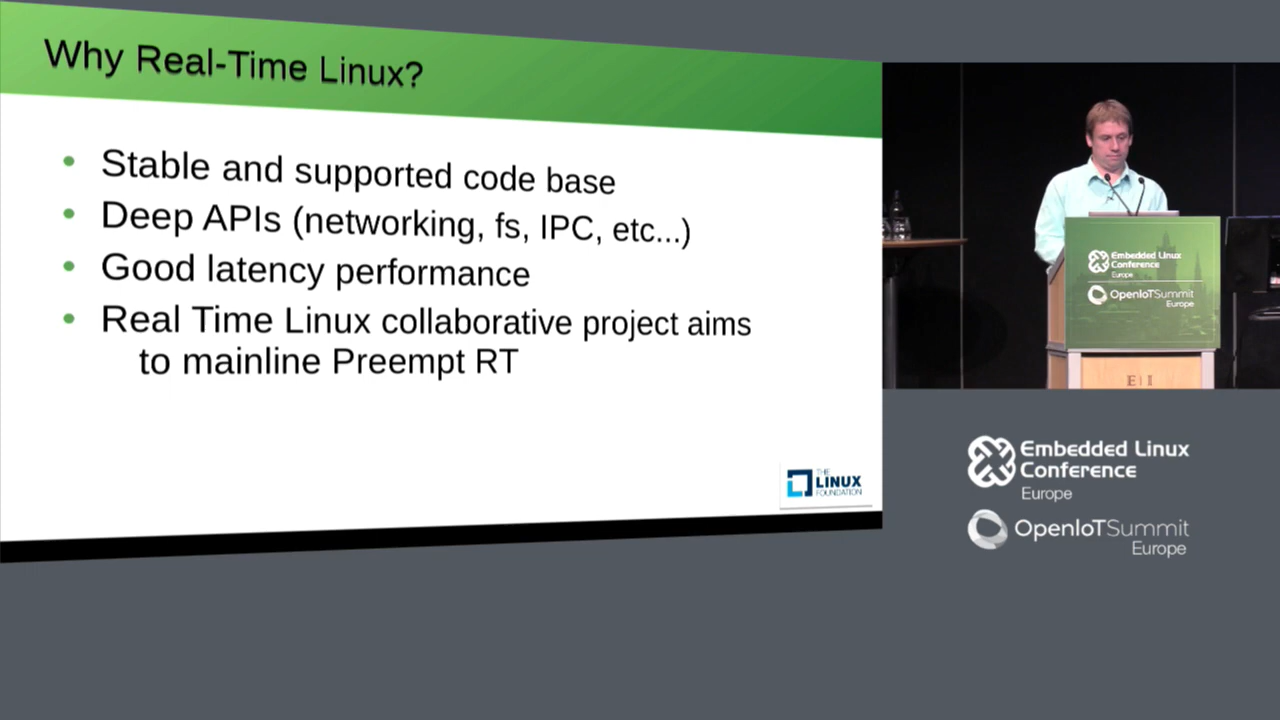 Why Real-Time Linux?
Stable and supported code base
Deep APIs (networking, fs, IPC, etc...)
Good latency performance
Real Time Linux collaborative project aims
to mainline Preempt RT
THE
LINUX
FOUNDATION
Embedded Linux
Conference
Europe
OpenIoTSummit
Europe
E|I
Embedded Linux
Conference
Europe
OpenIoTSummit
Europe